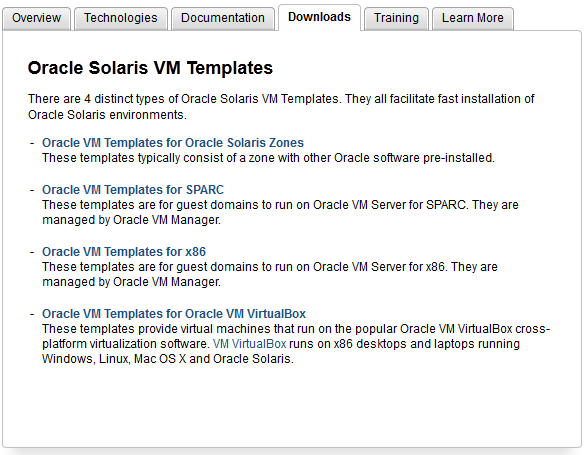 Overview Technologies Documentation Downloads Training Learn More
Oracle Solaris VM Templates
There are 4 distinct types of Oracle Solaris VM Templates. They all facilitate fast installation of
Oracle Solaris environments.
- Oracle VM Templates for Oracle Solaris Zones
These templates typically consist of a zone with other Oracle software pre-installed.
- Oracle VM Templates for SPARC
These templates are for guest domains to run on Oracle VM Server for SPARC. They are
managed by Oracle VM Manager.
- Oracle VM Templates for x86
These templates are for guest domains to run on Oracle VM Server for x86. They are
managed by Oracle VM Manager.
- Oracle VM Templates for Oracle VM VirtualBox
These templates provide virtual machines that run on the popular Oracle VM VirtualBox cross-
platform virtualization software. VM VirtualBox runs on x86 desktops and laptops running
Windows, Linux, Mac OS X and Oracle Solaris.